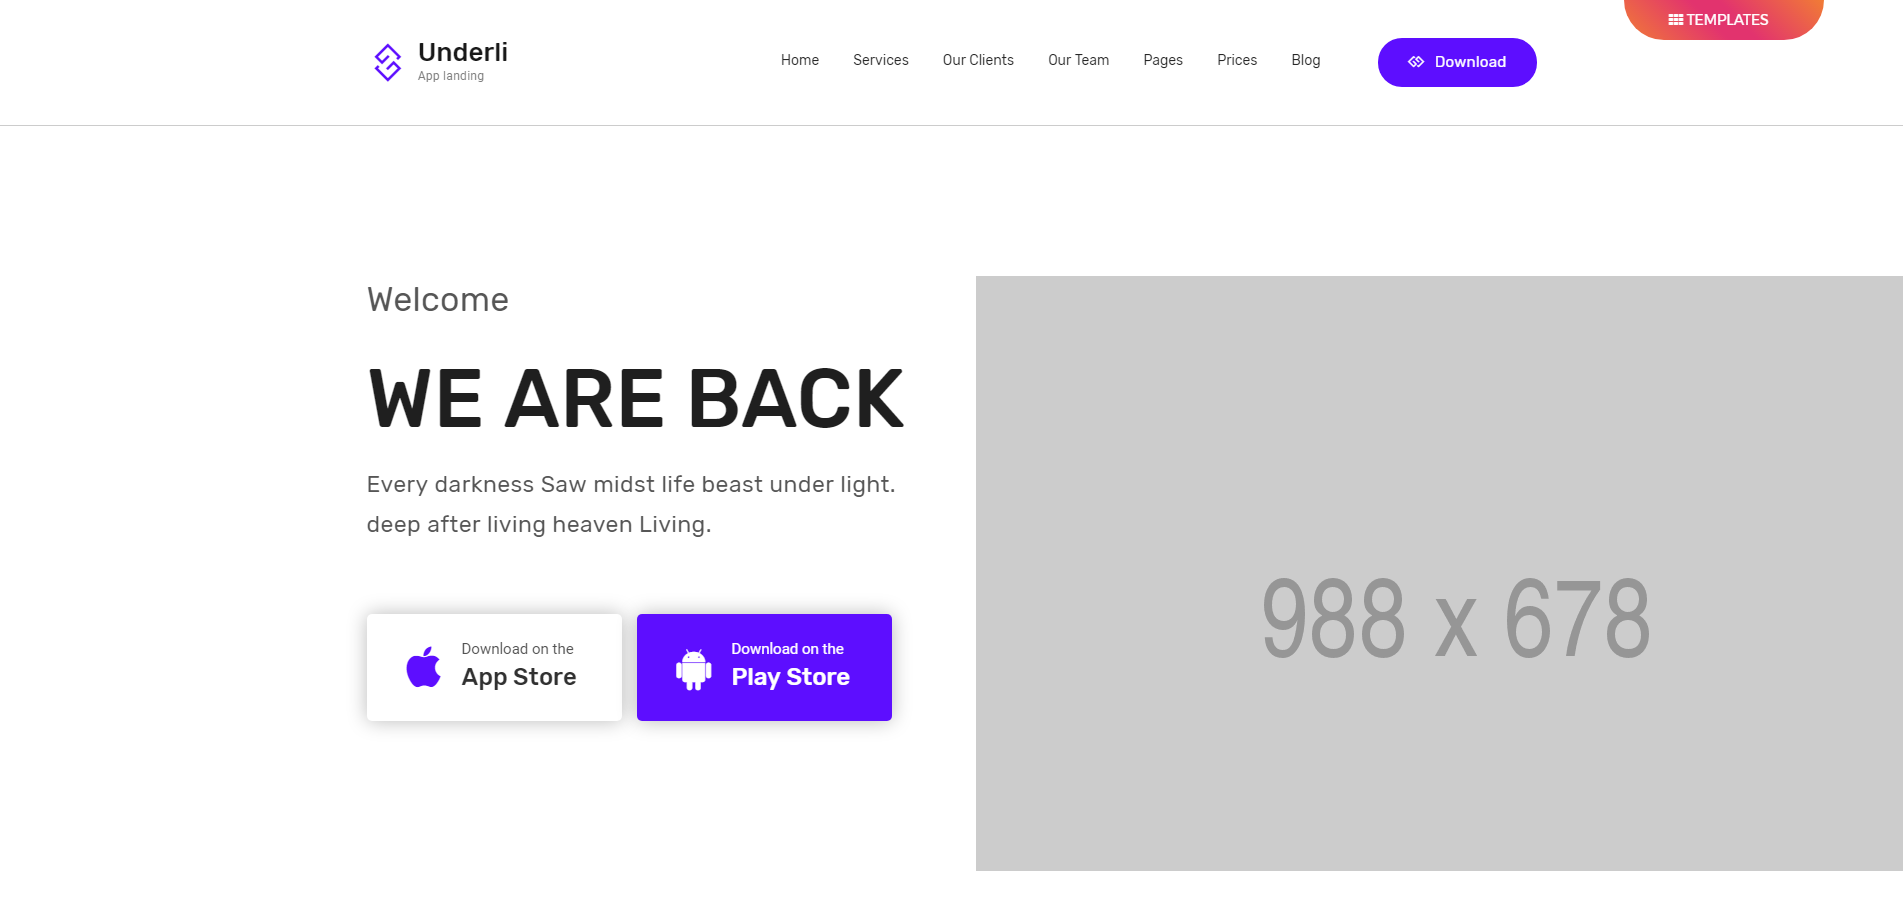 TEMPLATES
Underli
App landing
Home Services Our Clients Our Team Pages Prices Blog
Download
Welcome
WE ARE BACK
Every darkness Saw midst life beast under light.
deep after living heaven Living.
Download on the
App Store
Download on the
Play Store
988 x 678